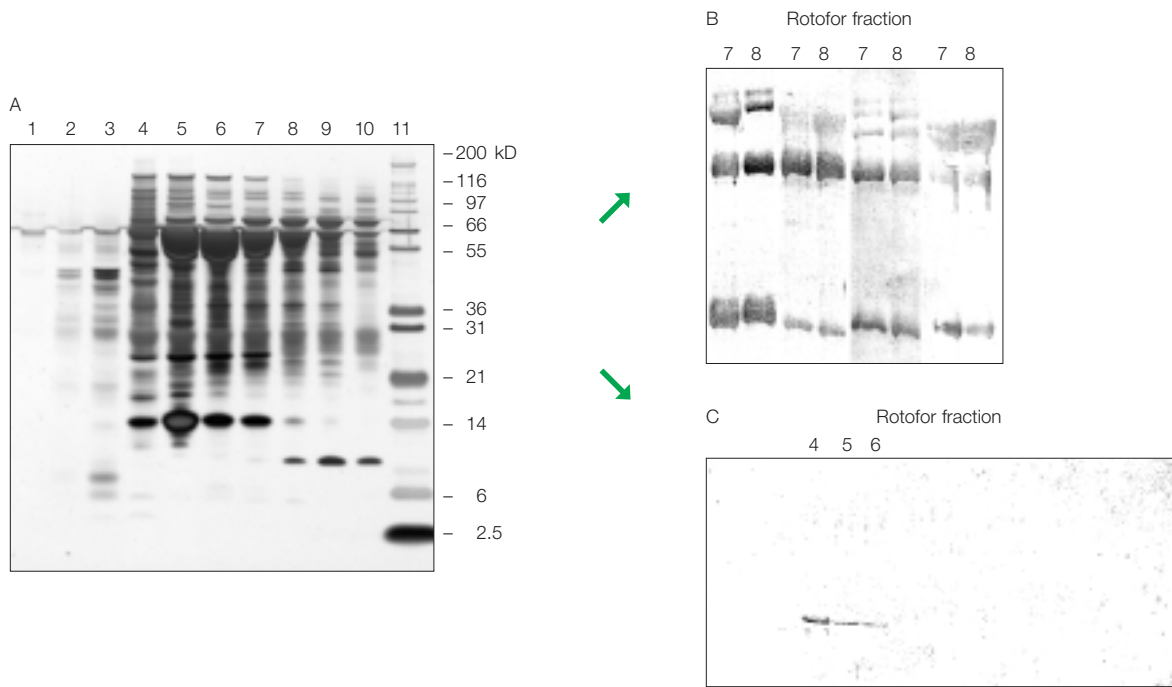 A
1 2 3 4 5 6 7 8 9 10 11
– 200 kD
– 116
– 97
– 66
– 55
– 36
– 31
– 21
– 14
– 6
– 2.5
B Rotofor fraction
7 8 7 8 7 8 7 8
C Rotofor fraction
4 5 6